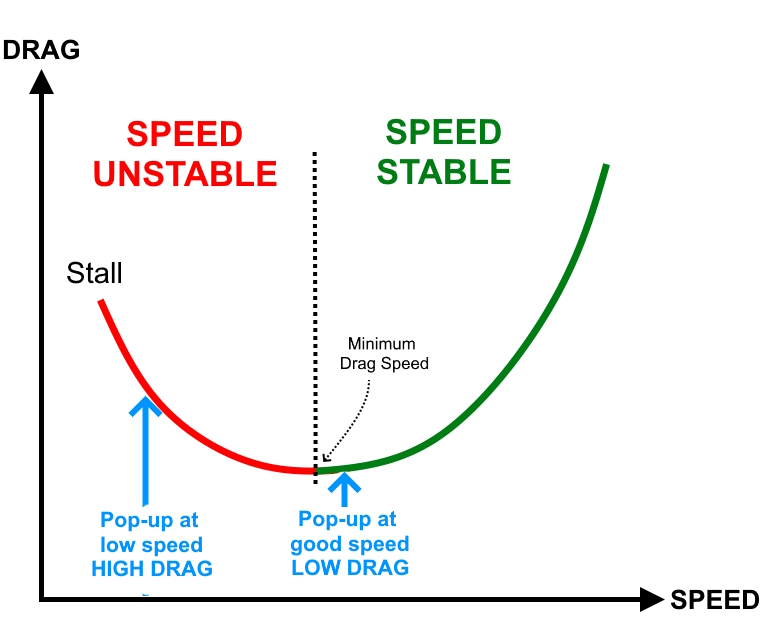 DRAG
SPEED
UNSTABLE
SPEED
STABLE
Stall
Minimum
Drag Speed
Pop-up at
low speed
HIGH DRAG
Pop-up at
good speed
LOW DRAG
SPEED